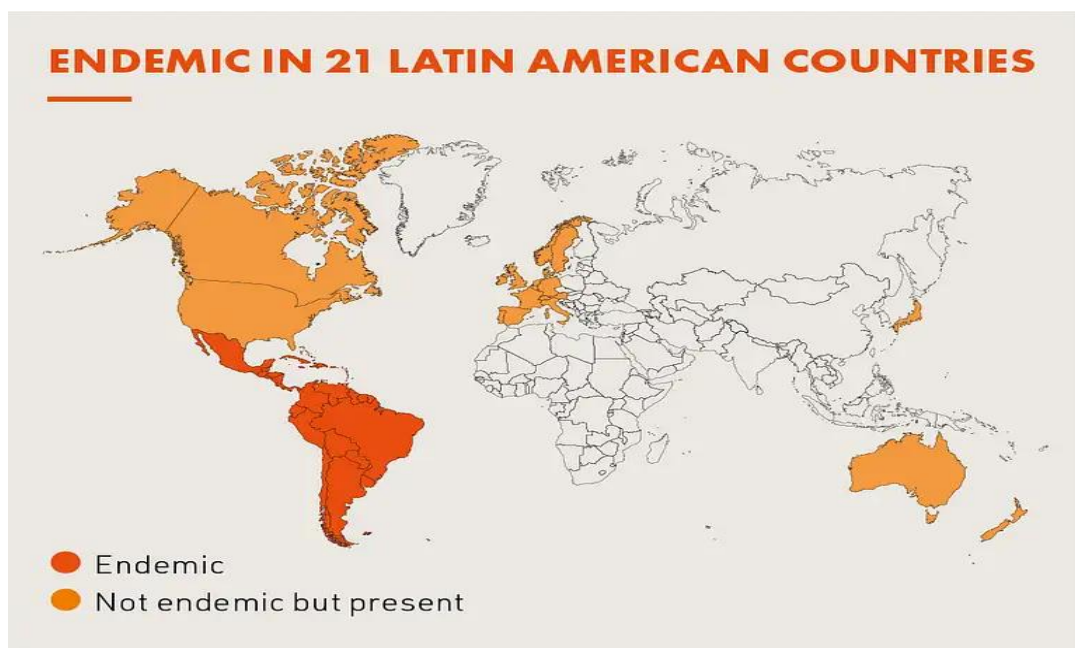 ENDEMIC IN 21 LATIN AMERICAN COUNTRIES
Endemic
Not endemic but present